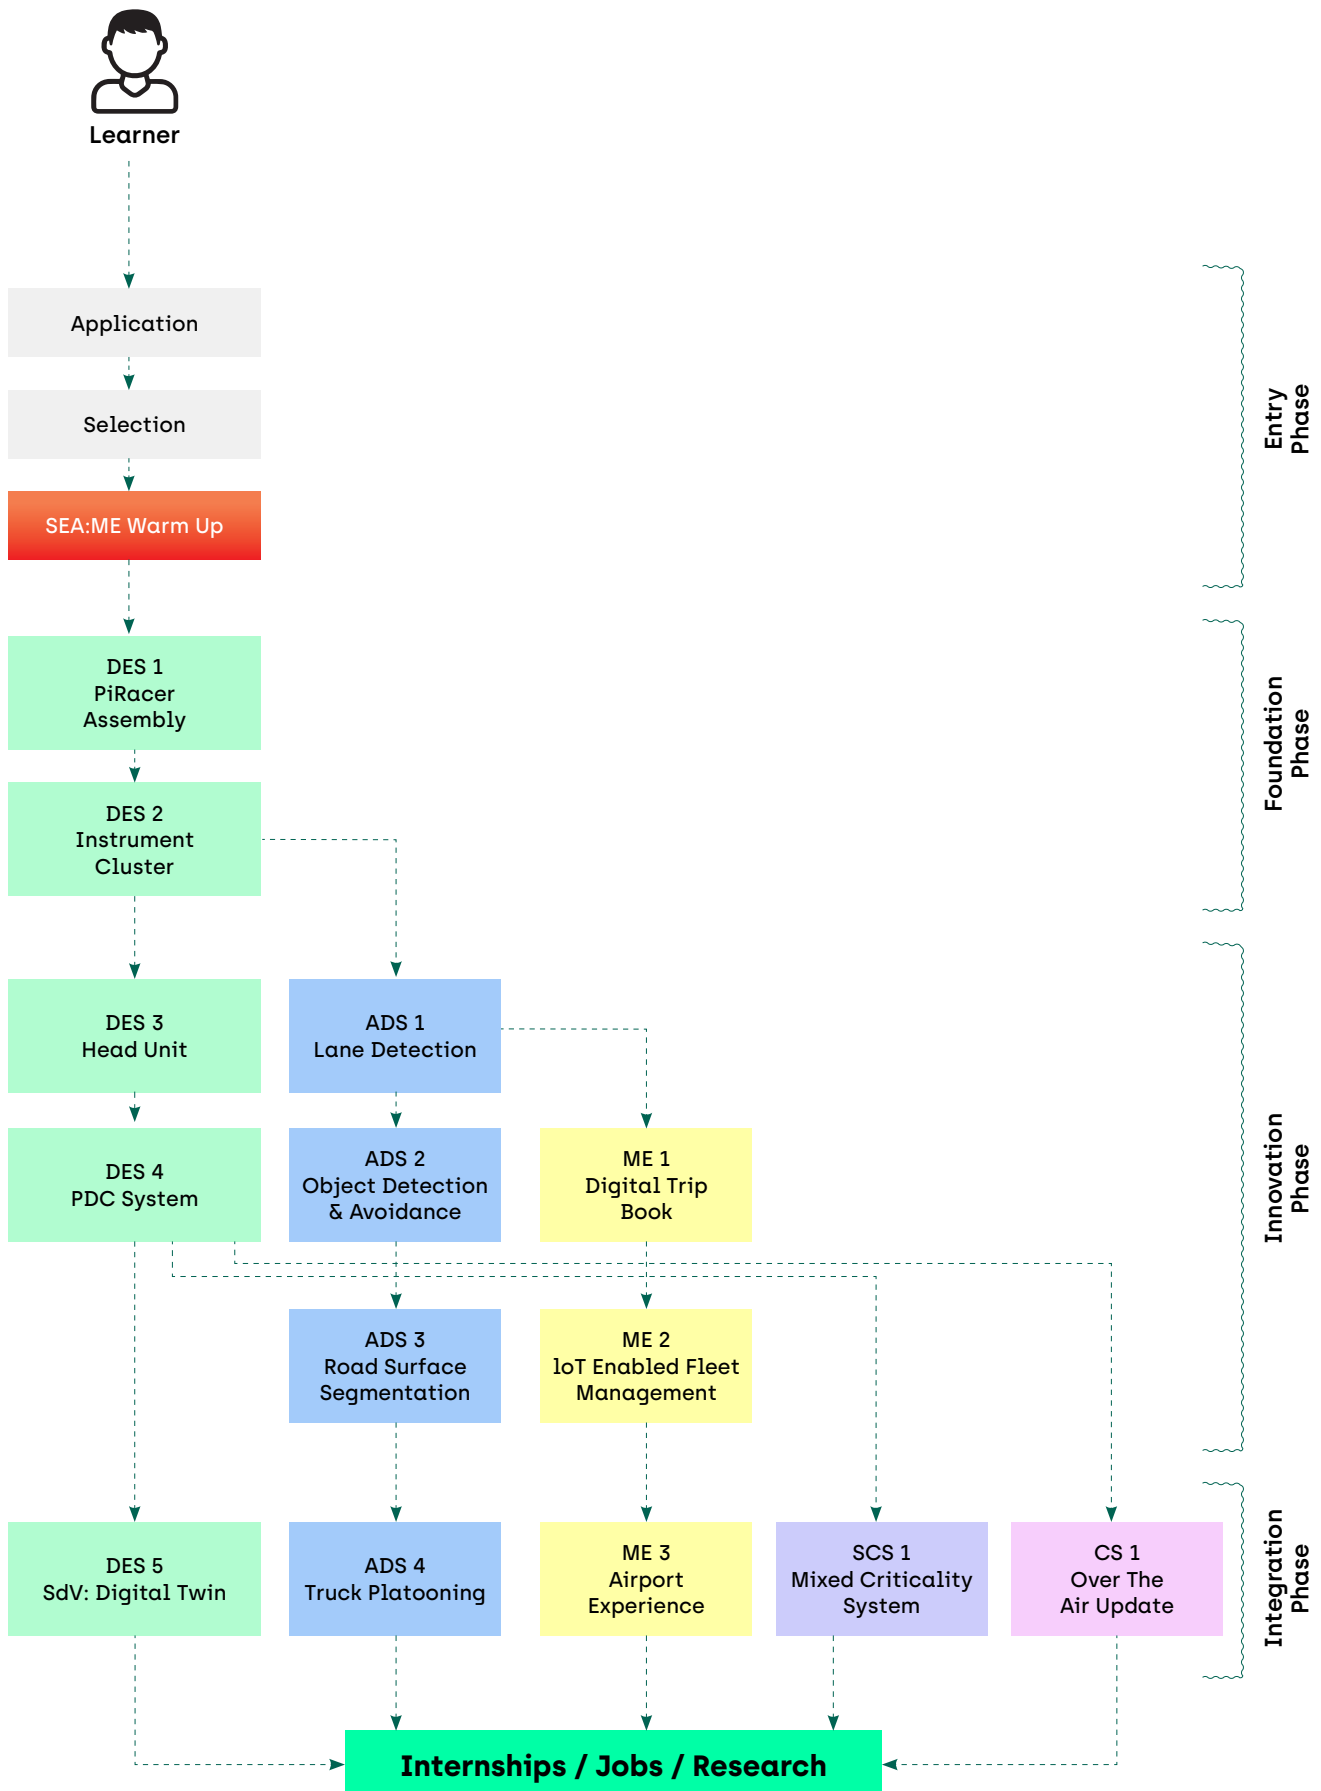 Learner
Application
Selection
SEA:ME Warm Up
Entry
Phase
DES 1
PiRacer
Assembly
DES 2
Instrument
Cluster
Foundation
Phase
DES 3
Head Unit
ADS 1
Lane Detection
DES 4
PDC System
ADS 2
Object Detection
& Avoidance
ME 1
Digital Trip
Book
ADS 3
Road Surface
Segmentation
ME 2
loT Enabled Fleet
Management
Innovation
Phase
DES 5
SdV: Digital Twin
ADS 4
Truck Platooning
ME 3
Airport
Experience
SCS 1
Mixed Criticality
System
CS 1
Over The
Air Update
Integration
Phase
Internships / Jobs / Research